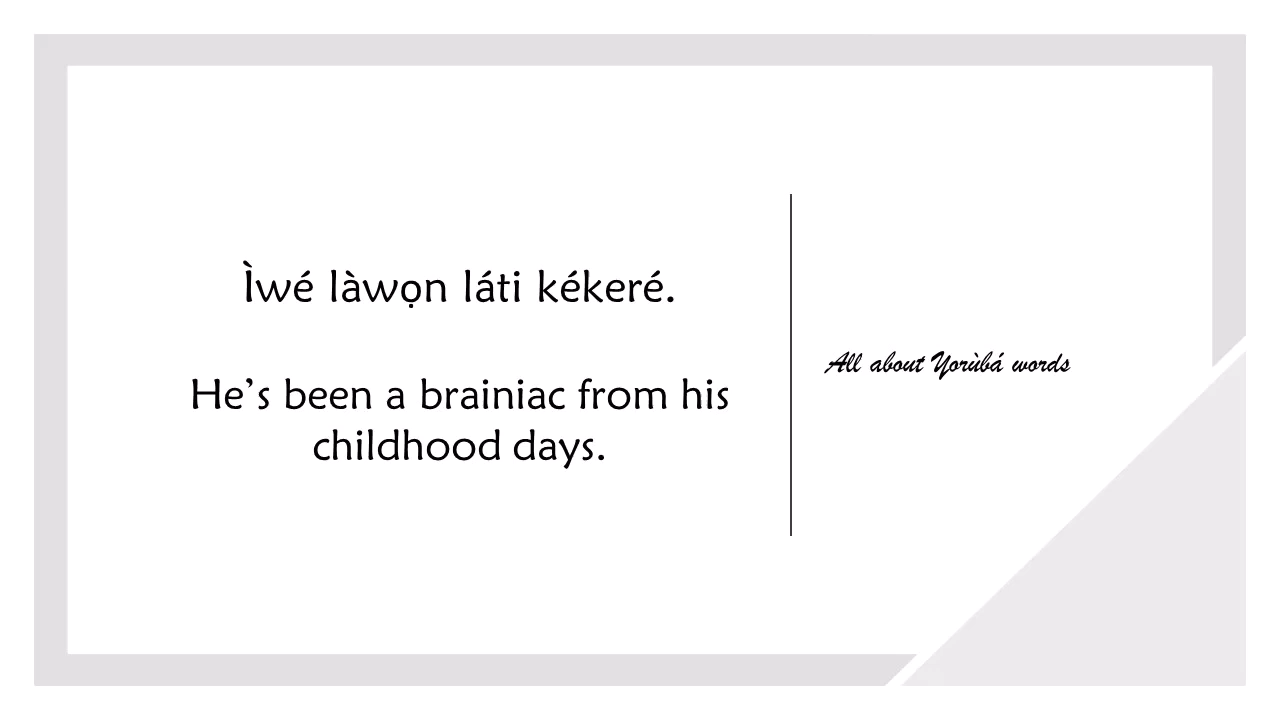 Ìwé làwọn láti kékeré.
He’s been a brainiac from his
childhood days.
All about Yorùbá words